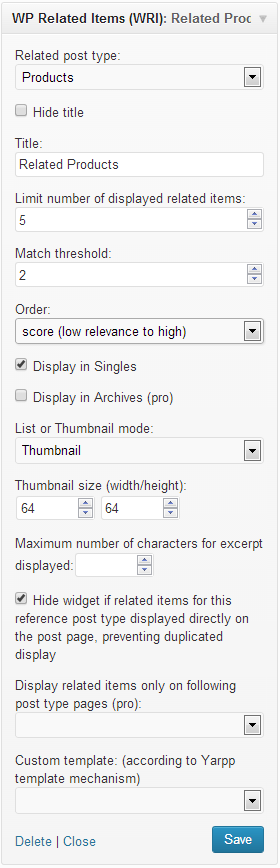 WP Related Items (WRI): Related Proc
Related post type:
Products
Hide title
Title:
Related Products
Limit number of displayed related items:
5
Match threshold:
2
Order:
score (low relevance to high)
Display in Singles
Display in Archives (pro)
List or Thumbnail mode:
Thumbnail
Thumbnail size (width/height):
64 64
Maximum number of characters for excerpt
displayed:
Hide widget if related items for this
reference post type displayed directly on
the post page, preventing duplicated
display
Display related items only on following
post type pages (pro):
Custom template: (according to Yarpp
template mechanism)
Delete | Close Save